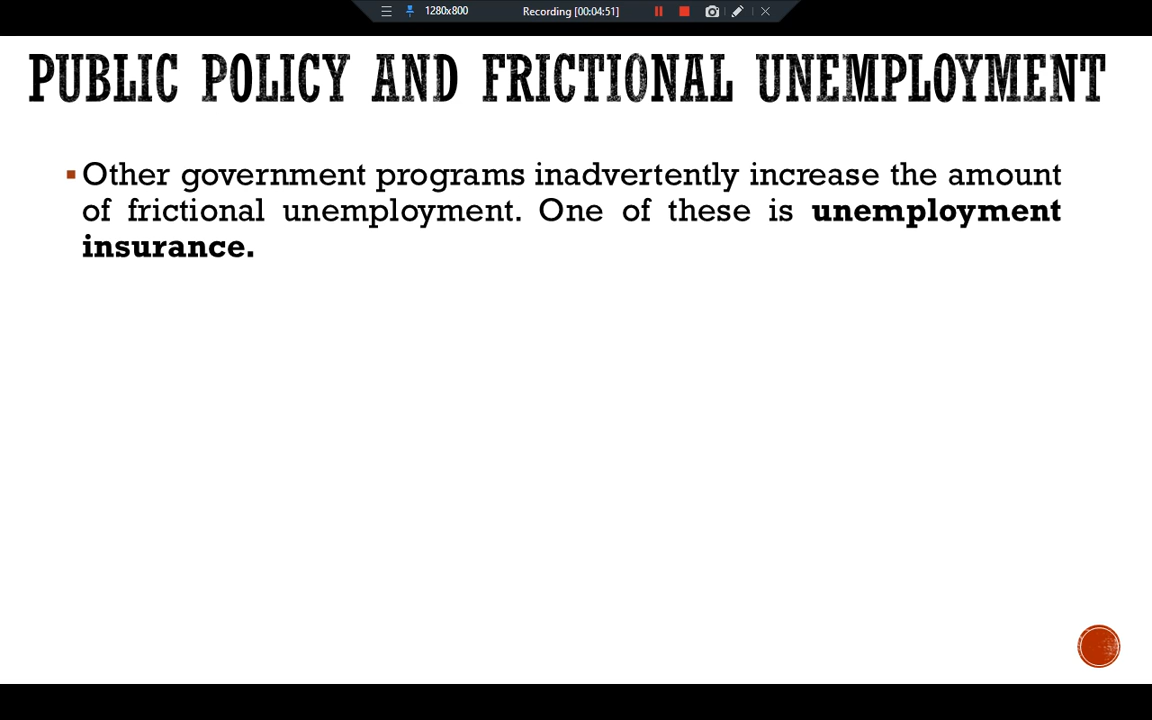 1280x800
Recording [00:04:51]
PUBLIC POLICY AND FRICTIONAL UNEMPLOYMENT
▪Other government programs inadvertently increase the amount
of frictional unemployment. One of these is unemployment
insurance.